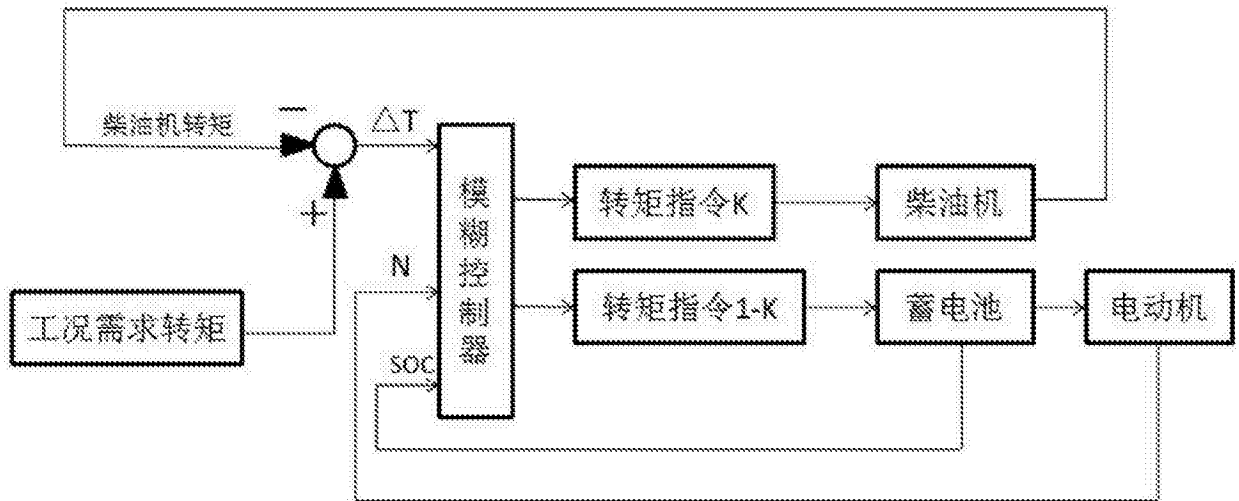 柴油机转矩
−
△T
+
模糊控制器
转矩指令K
柴油机
N
工况需求转矩
转矩指令1-K
蓄电池
电动机
SOC